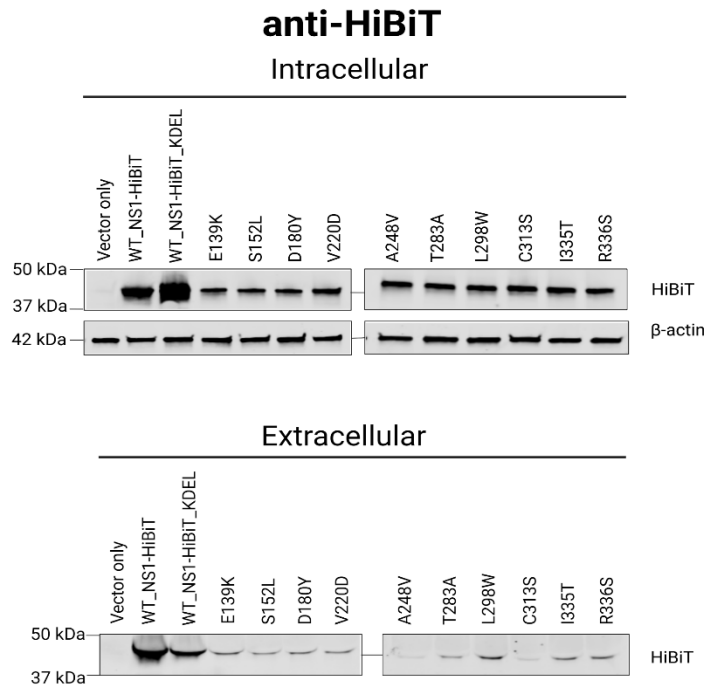 anti-HiBiT
Intracellular
Vector only
WT_NS1-HiBiT
WT_NS1-HiBiT_KDEL
E139K
S152L
D180Y
V220D
A248V
T283A
L298W
C313S
I335T
R336S
50 kDa
37 kDa
HiBiT
42 kDa
β-actin
Extracellular
Vector only
WT_NS1-HiBiT
WT_NS1-HiBiT_KDEL
E139K
S152L
D180Y
V220D
A248V
T283A
L298W
C313S
I335T
R336S
50 kDa
37 kDa
HiBiT